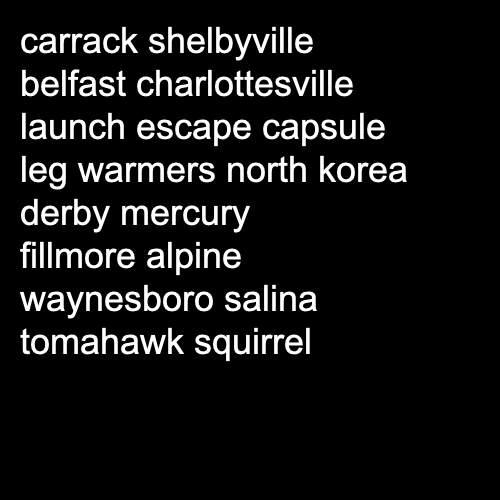 carrack shelbyville
belfast charlottesville
launch escape capsule
leg warmers north korea
derby mercury
fillmore alpine
waynesboro salina
tomahawk squirrel